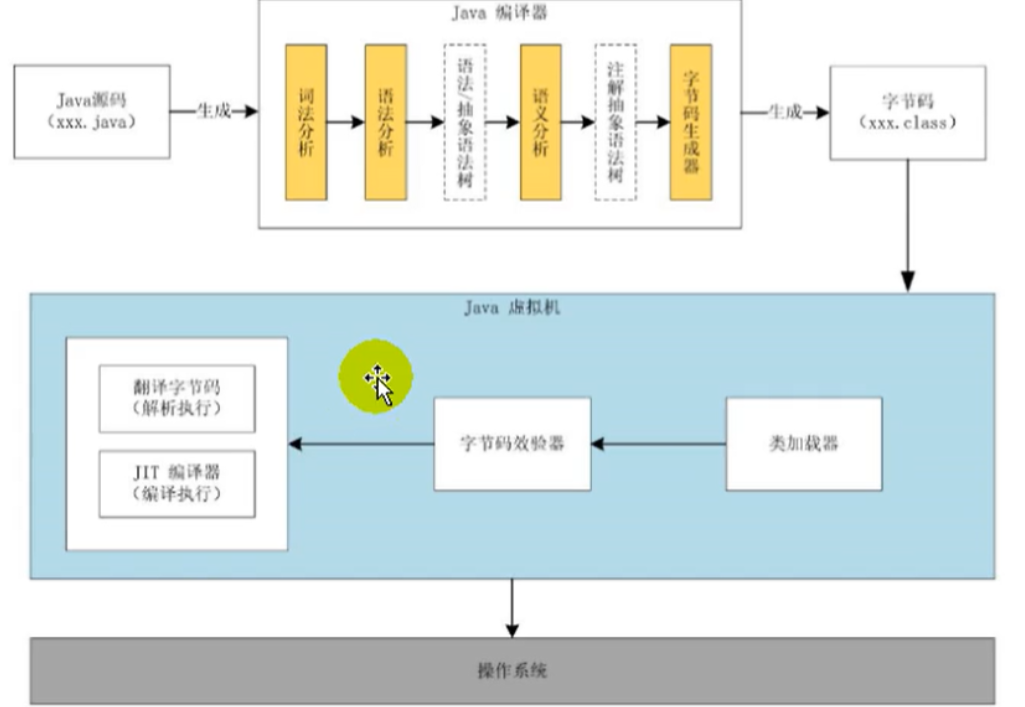 Java 编译器
Java源码
（xxx.java）
生成
词法分析
语法分析
语法/抽象语法树
语义分析
注解抽象语法树
字节码生成器
生成
字节码
（xxx.class）
Java 虚拟机
翻译字节码
（解析执行）
JIT 编译器
（编译执行）
字节码效验器
类加载器
操作系统